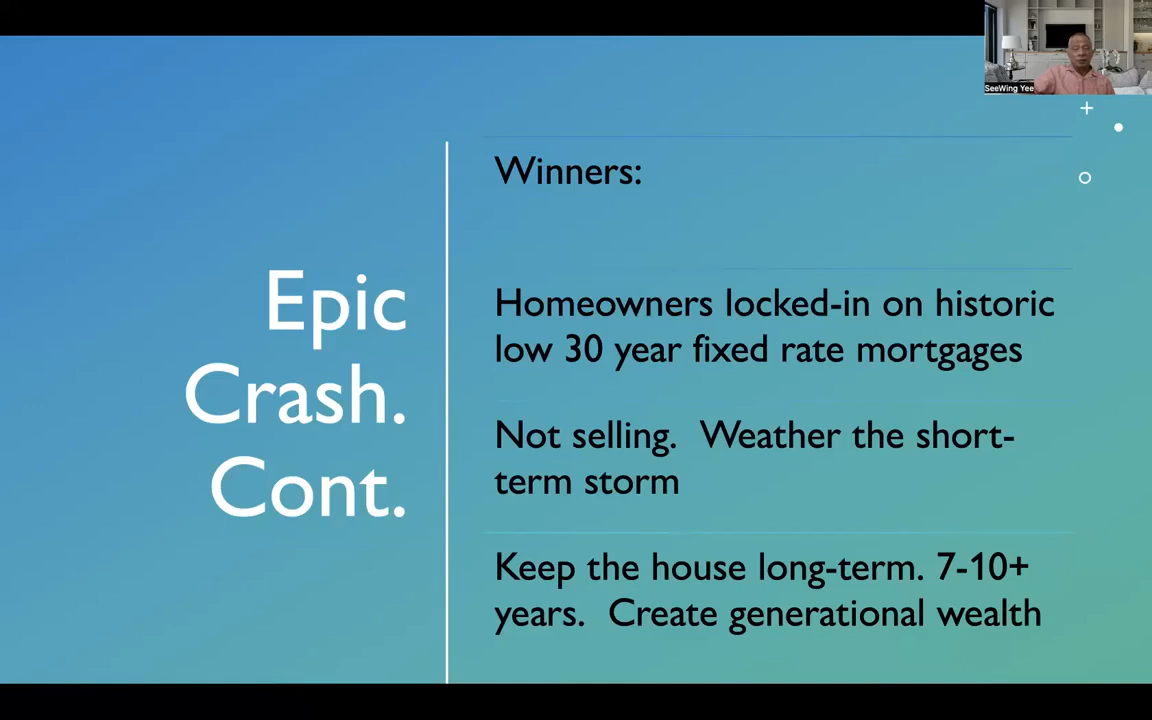 SeeWing Yee
Epic
Crash.
Cont.
Winners:
Homeowners locked-in on historic
low 30 year fixed rate mortgages
Not selling.  Weather the short-
term storm
Keep the house long-term. 7-10+
years.  Create generational wealth